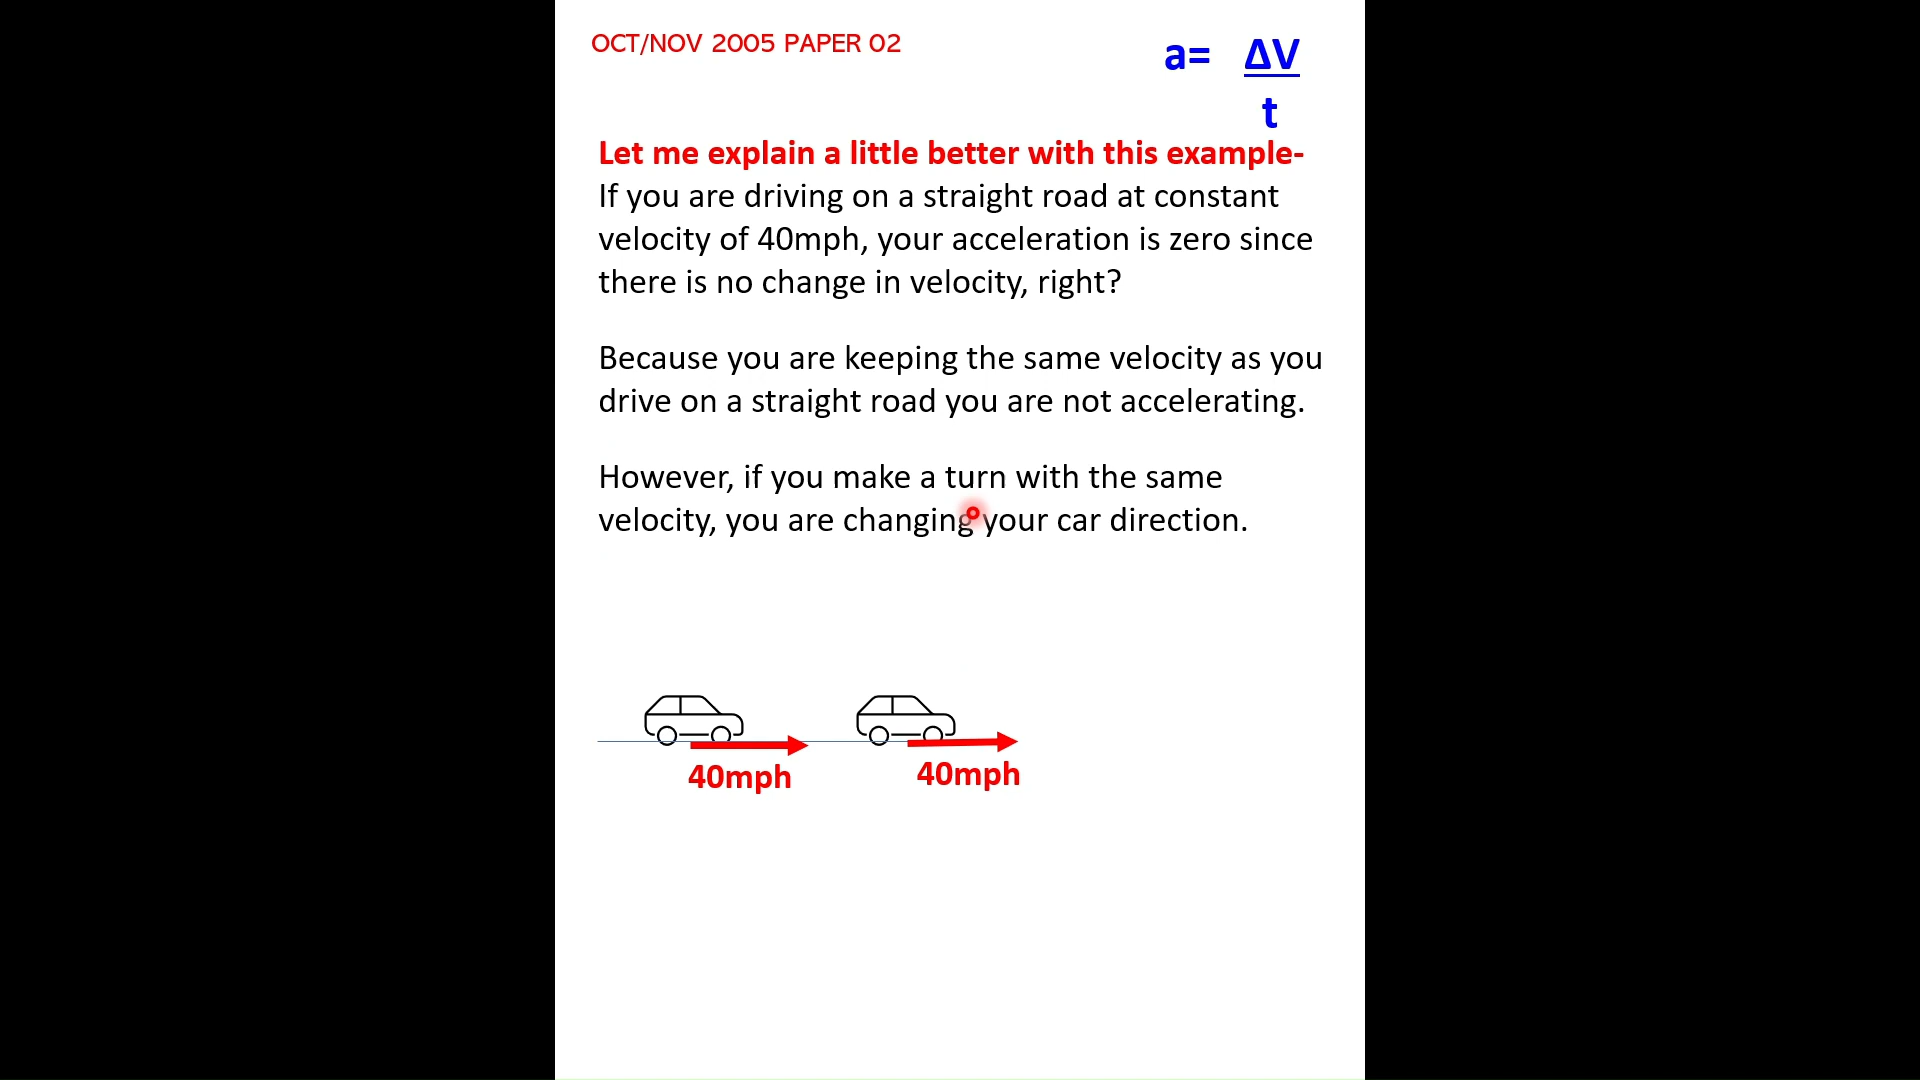 OCT/NOV 2005 PAPER 02
a= ΔV
t
Let me explain a little better with this example-
If you are driving on a straight road at constant
velocity of 40mph, your acceleration is zero since
there is no change in velocity, right?
Because you are keeping the same velocity as you
drive on a straight road you are not accelerating.
However, if you make a turn with the same
velocity, you are changing your car direction.
40mph 40mph